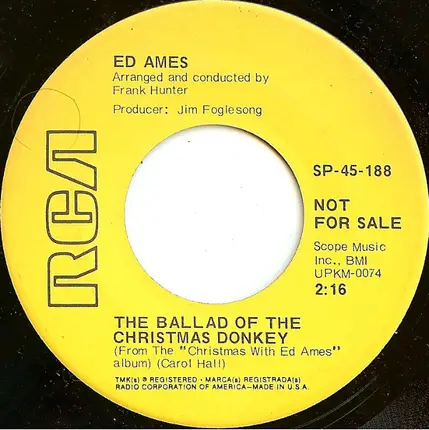 ED AMES
Arranged and conducted by
Frank Hunter
Producer: Jim Foglesong
RCA
SP-45-188
NOT
FOR SALE
Scope Music
Inc., BMI
UPKM-0074
2:16
THE BALLAD OF THE
CHRISTMAS DONKEY
(From The "Christmas With Ed Ames"
album) (Carol Hall)
TMK(s) ® REGISTERED • MARCA(s) REGISTRADA(s)
RADIO CORPORATION OF AMERICA—MADE IN U.S.A.